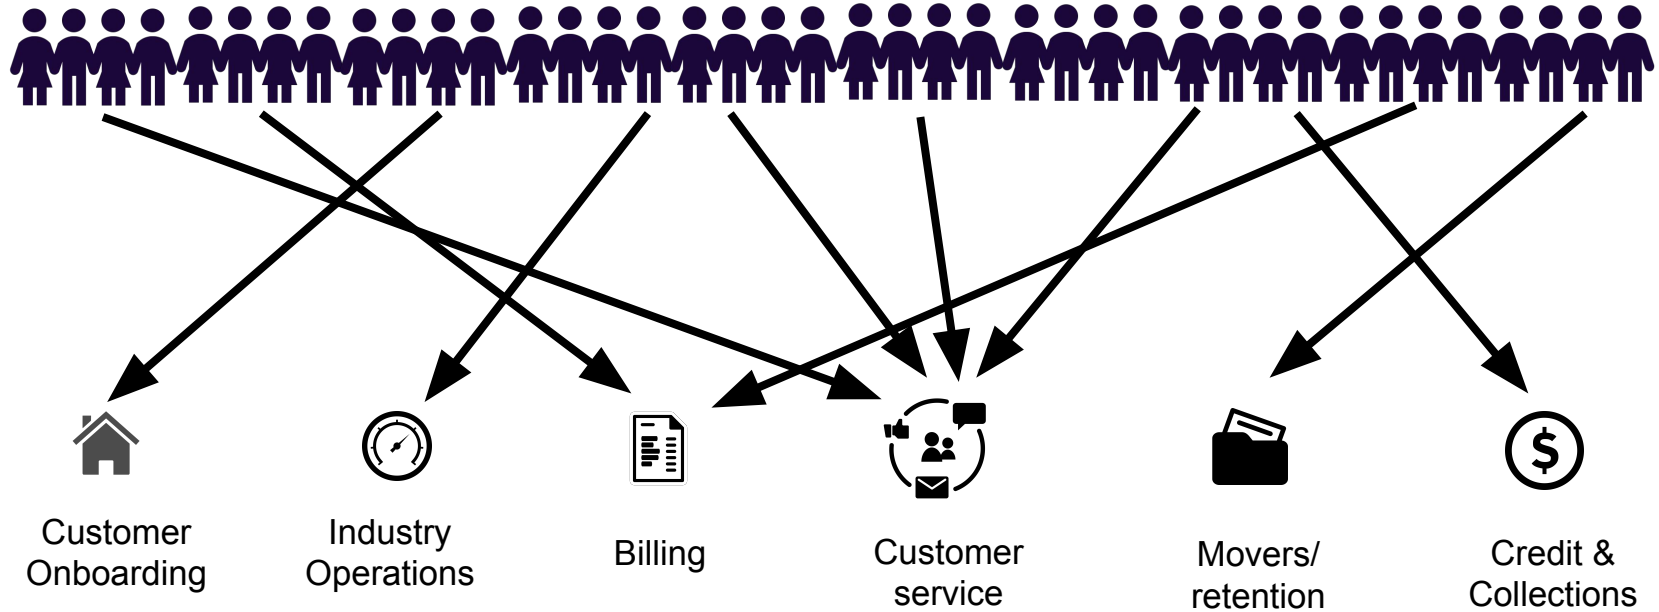 Customer
Onboarding
Industry
Operations
Billing
Customer
service
Movers/
retention
$
Credit &
Collections